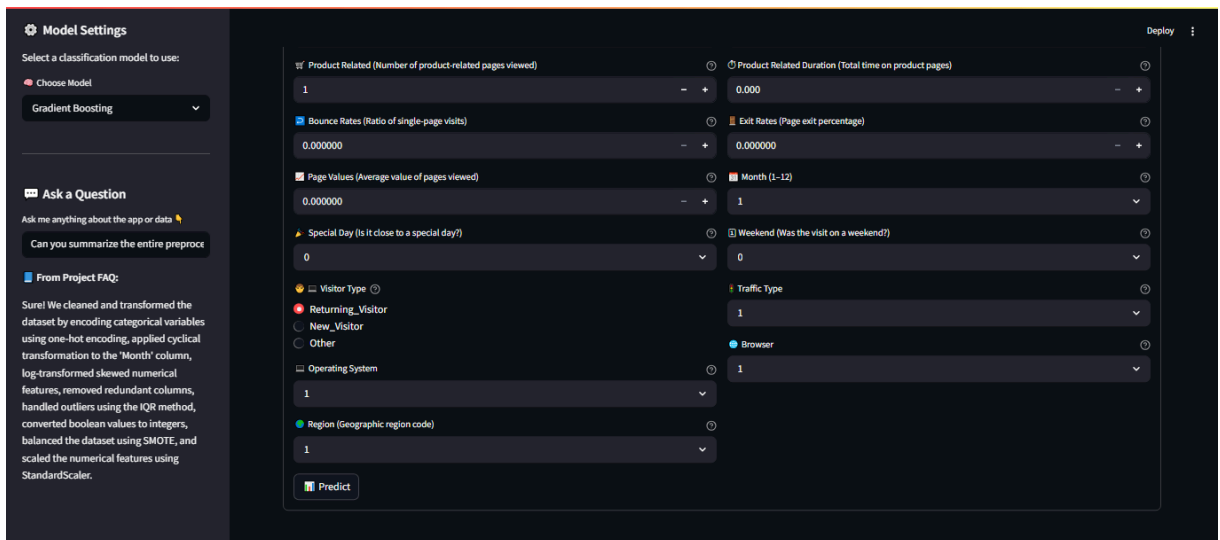 Model Settings
Select a classification model to use:
Choose Model
Gradient Boosting
Ask a Question
Ask me anything about the app or data
Can you summarize the entire preproce
From Project FAQ:
Sure! We cleaned and transformed the
dataset by encoding categorical variables
using one-hot encoding, applied cyclical
transformation to the 'Month' column,
log-transformed skewed numerical
features, removed redundant columns,
handled outliers using the IQR method,
converted boolean values to integers,
balanced the dataset using SMOTE, and
scaled the numerical features using
StandardScaler.
Deploy
Product Related (Number of product-related pages viewed)
1
Product Related Duration (Total time on product pages)
0.000
Bounce Rates (Ratio of single-page visits)
0.000000
Exit Rates (Page exit percentage)
0.000000
Page Values (Average value of pages viewed)
0.000000
Month (1–12)
1
Special Day (Is it close to a special day?)
0
Weekend (Was the visit on a weekend?)
0
Visitor Type
Returning_Visitor
New_Visitor
Other
Traffic Type
1
Browser
1
Operating System
1
Region (Geographic region code)
1
Predict